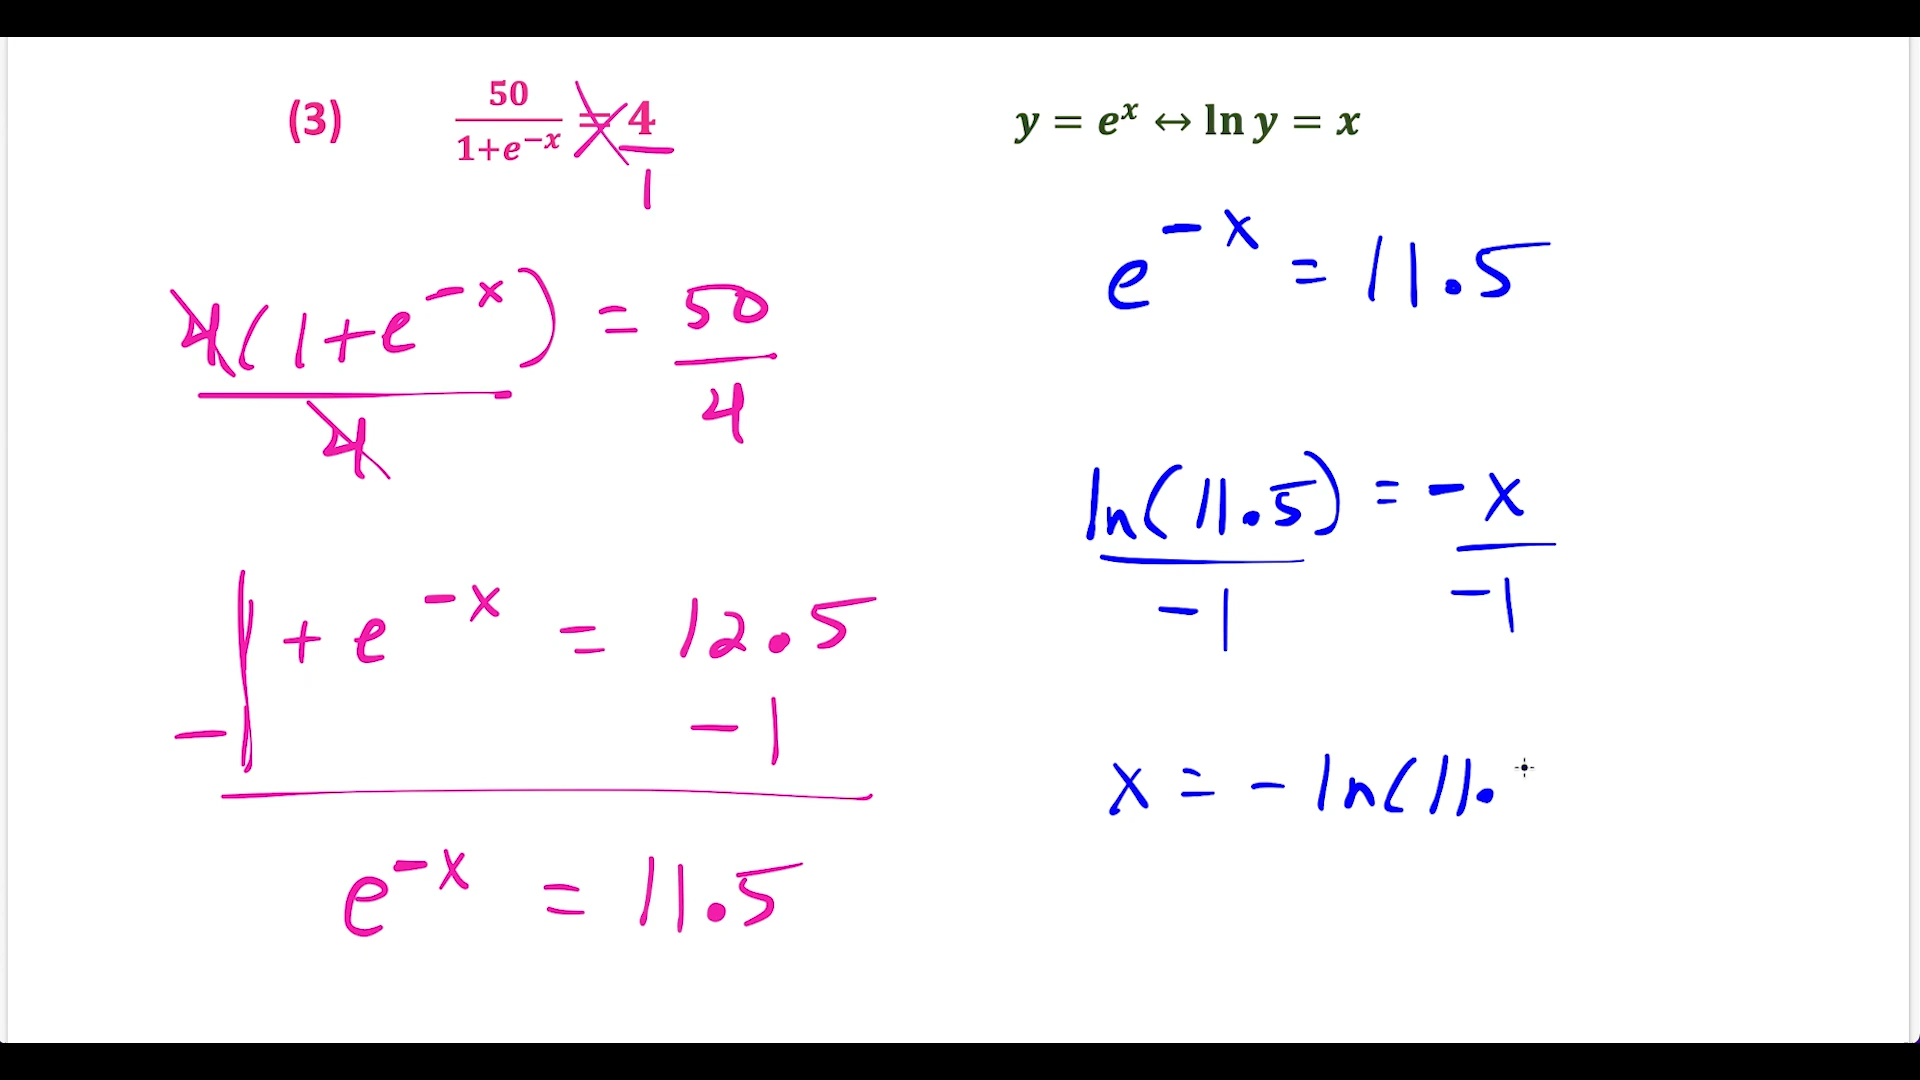 (3) 50/(1+e^(−x)) = 4/1
4(1+e^(-x))/4 = 50/4
1 + e^(-x) = 12.5
-1 -1
e^(-x) = 11.5
y = e^x ↔ ln y = x
e^(-x) = 11.5
ln(11.5)/-1 = -x/-1
x = - ln(11.